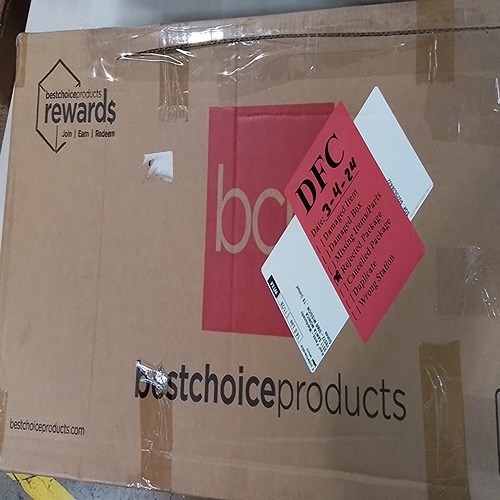 bestchoiceproducts
rewards
Join | Earn | Redeem
bc
DFC
Date: 3-4-24
[ ] Damaged Item
[ ] Damaged Box
[ ] Missing Items/Parts
Rejected Package
[ ] Cancelled Package
[ ] Duplicate
[ ] Wrong Station
bestchoiceproducts
bestchoiceproducts.com